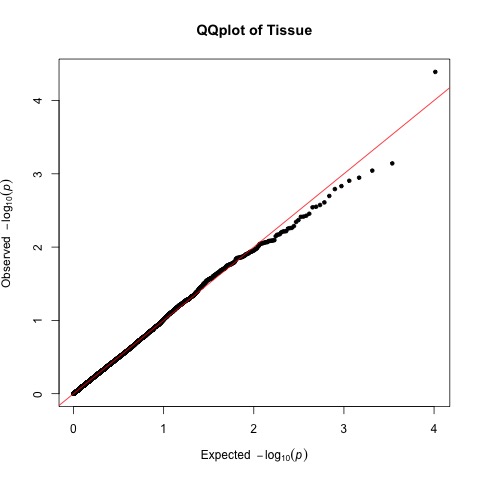 QQplot of Tissue
4
3
2
1
0
Observed −log₁₀(p)
0 1 2 3 4
Expected −log₁₀(p)